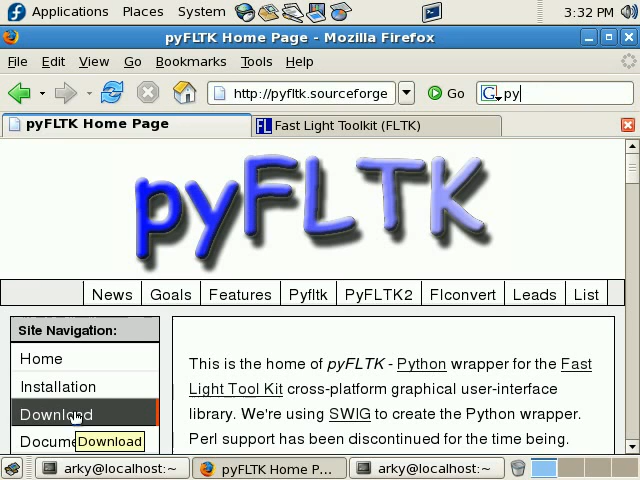 Applications Places System 3:32 PM
pyFLTK Home Page - Mozilla Firefox
File Edit View Go Bookmarks Tools Help
http://pyfltk.sourceforge Go G py
pyFLTK Home Page FL Fast Light Toolkit (FLTK)
pyFLTK
News Goals Features Pyfltk PyFLTK2 Flconvert Leads List
Site Navigation:
Home
Installation
Download
Docume
Download
This is the home of pyFLTK - Python wrapper for the Fast
Light Tool Kit cross-platform graphical user-interface
library. We're using SWIG to create the Python wrapper.
Perl support has been discontinued for the time being.
arky@localhost:~ pyFLTK Home P... arky@localhost:~